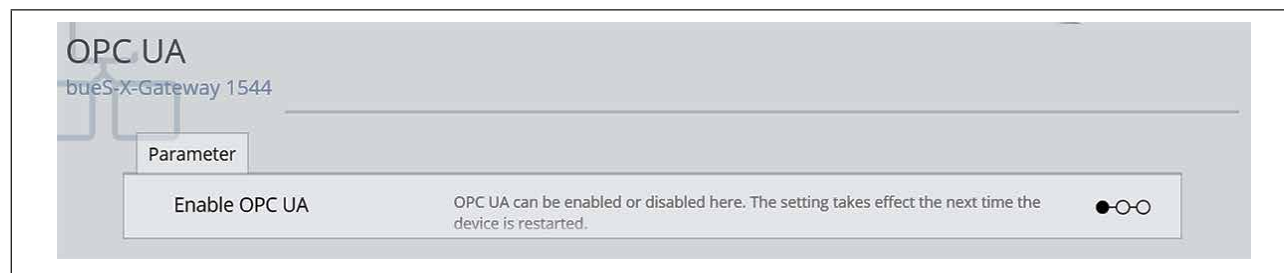 OPC UA
bueS-X-Gateway 1544
Parameter
Enable OPC UA
OPC UA can be enabled or disabled here. The setting takes effect the next time the
device is restarted.